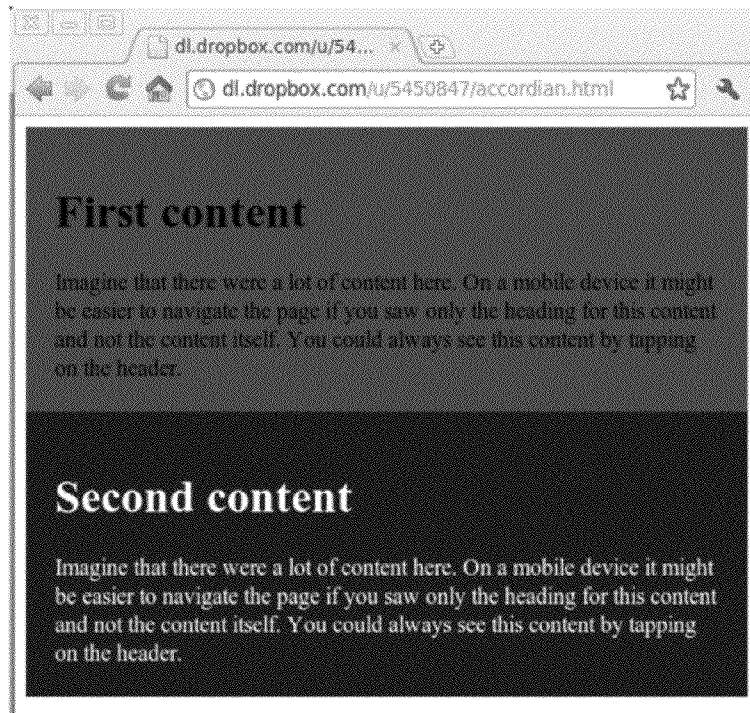 dl.dropbox.com/u/54...
dl.dropbox.com/u/5450847/accordian.html
First content
Imagine that there were a lot of content here. On a mobile device it might
be easier to navigate the page if you saw only the heading for this content
and not the content itself. You could always see this content by tapping
on the header.
Second content
Imagine that there were a lot of content here. On a mobile device it might
be easier to navigate the page if you saw only the heading for this content
and not the content itself. You could always see this content by tapping
on the header.